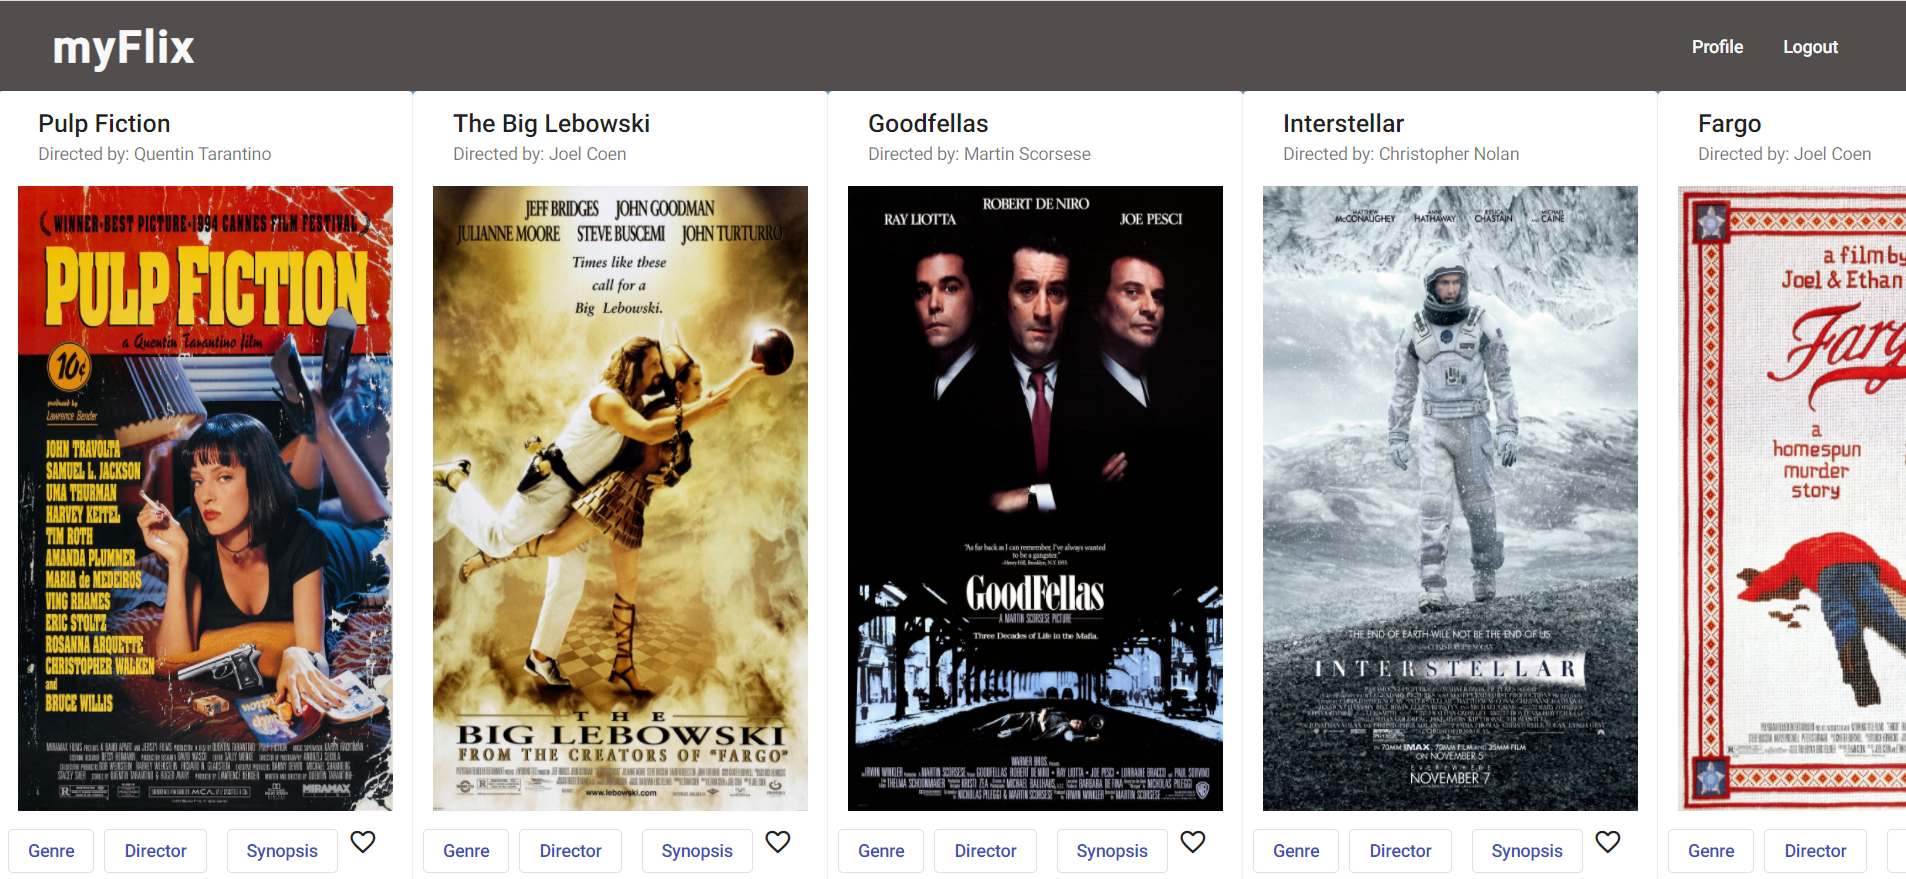 myFlix
Profile
Logout
Pulp Fiction
Directed by: Quentin Tarantino
WINNER-BEST PICTURE-1994 CANNES FILM FESTIVAL
PULP FICTION
a Quentin Tarantino film
10¢
produced by
Lawrence Bender
JOHN TRAVOLTA
SAMUEL L. JACKSON
UMA THURMAN
HARVEY KEITEL
TIM ROTH
AMANDA PLUMMER
MARIA de MEDEIROS
VING RHAMES
ERIC STOLTZ
ROSANNA ARQUETTE
CHRISTOPHER WALKEN
and
BRUCE WILLIS
MIRAMAX
Genre
Director
Synopsis
The Big Lebowski
Directed by: Joel Coen
JEFF BRIDGES JOHN GOODMAN
JULIANNE MOORE STEVE BUSCEMI JOHN TURTURRO
Times like these
call for a
Big Lebowski.
THE
BIG LEBOWSKI
FROM THE CREATORS OF "FARGO"
www.lebowski.com
Genre
Director
Synopsis
Goodfellas
Directed by: Martin Scorsese
ROBERT DE NIRO
RAY LIOTTA
JOE PESCI
"As far back as I can remember, I've always wanted
to be a gangster."
GoodFellas
A MARTIN SCORSESE PICTURE
Three Decades of Life in the Mafia.
WARNER BROS.
Genre
Director
Synopsis
Interstellar
Directed by: Christopher Nolan
MATTHEW
McCONAUGHEY
ANNE
HATHAWAY
JESSICA
CHASTAIN
MICHAEL
CAINE
THE END OF EARTH WILL NOT BE THE END OF US
INTERSTELLAR
IN 70MM IMAX, 70MM FILM AND 35MM FILM
ON NOVEMBER 5
EVERYWHERE
NOVEMBER 7
Genre
Director
Synopsis
Fargo
Directed by: Joel Coen
a film by
Joel & Ethan
Farg
a
homespun
murder
story
Genre
Director